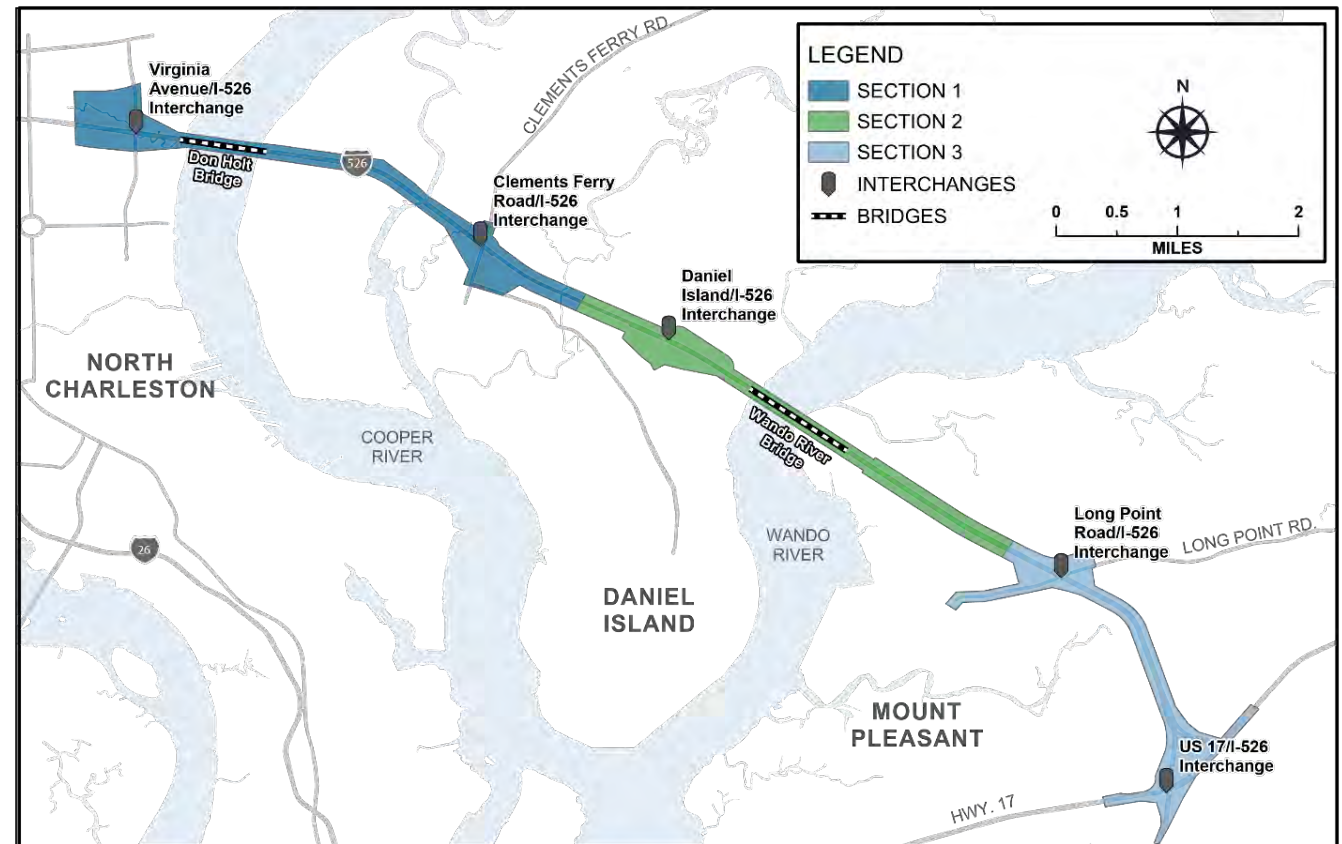 Virginia
Avenue/I-526
Interchange
Don Holt
Bridge
526
CLEMENTS FERRY RD.
Clements Ferry
Road/I-526
Interchange
LEGEND
SECTION 1
SECTION 2
SECTION 3
INTERCHANGES
BRIDGES
N
0 0.5 1 2
MILES
Daniel
Island/I-526
Interchange
NORTH
CHARLESTON
COOPER
RIVER
Wando River
Bridge
26
WANDO
RIVER
Long Point
Road/I-526
Interchange
LONG POINT RD.
DANIEL
ISLAND
MOUNT
PLEASANT
US 17/I-526
Interchange
HWY. 17